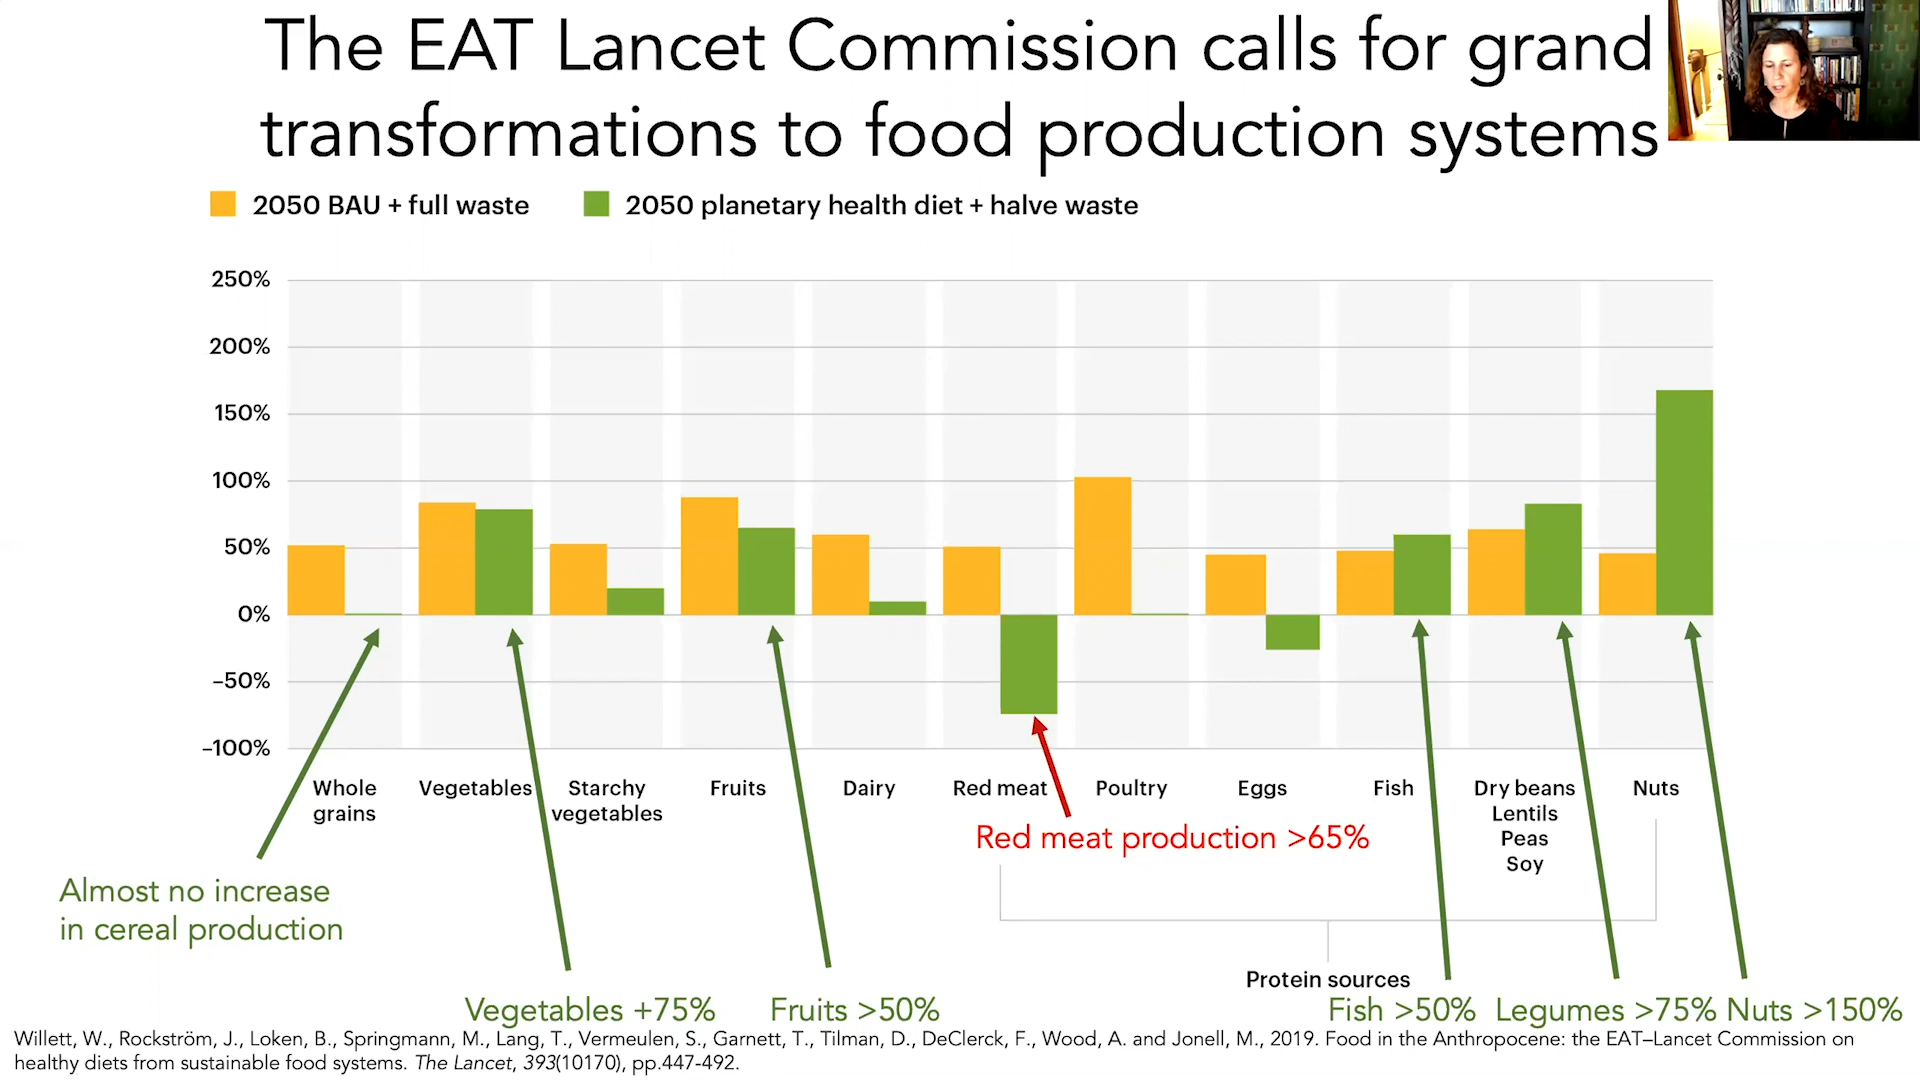 The EAT Lancet Commission calls for grand
transformations to food production systems
2050 BAU + full waste
2050 planetary health diet + halve waste
250%
200%
150%
100%
50%
0%
–50%
–100%
Whole
grains
Vegetables
Starchy
vegetables
Fruits
Dairy
Red meat
Poultry
Eggs
Fish
Dry beans
Lentils
Peas
Soy
Nuts
Red meat production >65%
Almost no increase
in cereal production
Protein sources
Vegetables +75%
Fruits >50%
Fish >50%
Legumes >75%
Nuts >150%
Willett, W., Rockström, J., Loken, B., Springmann, M., Lang, T., Vermeulen, S., Garnett, T., Tilman, D., DeClerck, F., Wood, A. and Jonell, M., 2019. Food in the Anthropocene: the EAT–Lancet Commission on
healthy diets from sustainable food systems. The Lancet, 393(10170), pp.447-492.